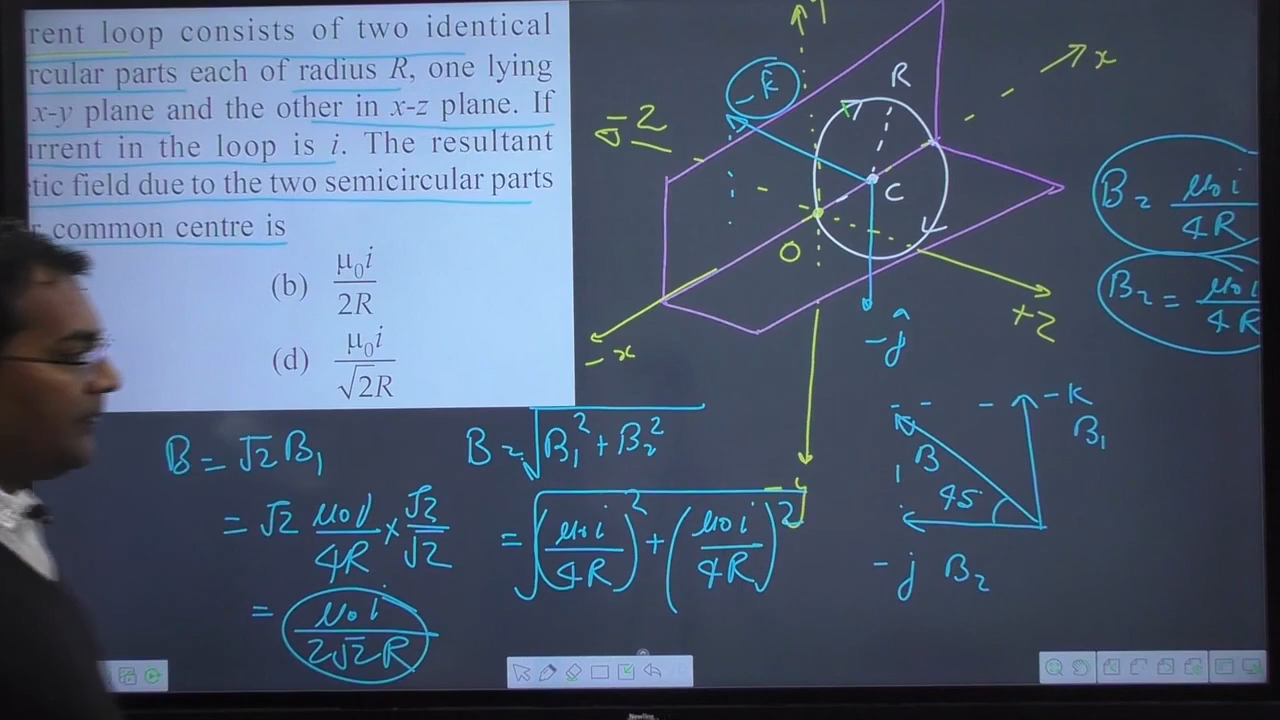 rent loop consists of two identical
rcular parts each of radius R, one lying
x-y plane and the other in x-z plane. If
urrent in the loop is i. The resultant
tic field due to the two semicircular parts
r common centre is
(b) μ₀i / 2R
(d) μ₀i / √2R
B = √2 B₁
= √2 μ₀i / 4R × √2 / √2
= μ₀i / 2√2R
B = √B₁² + B₂²
= √(μ₀i / 4R)² + (μ₀i / 4R)²
-k̂
-z
R
x
C
O
-x
+z
-ĵ
B = μ₀i / 4R
B₂ = μ₀i / 4R
-k
B₁
B
45
-j B₂